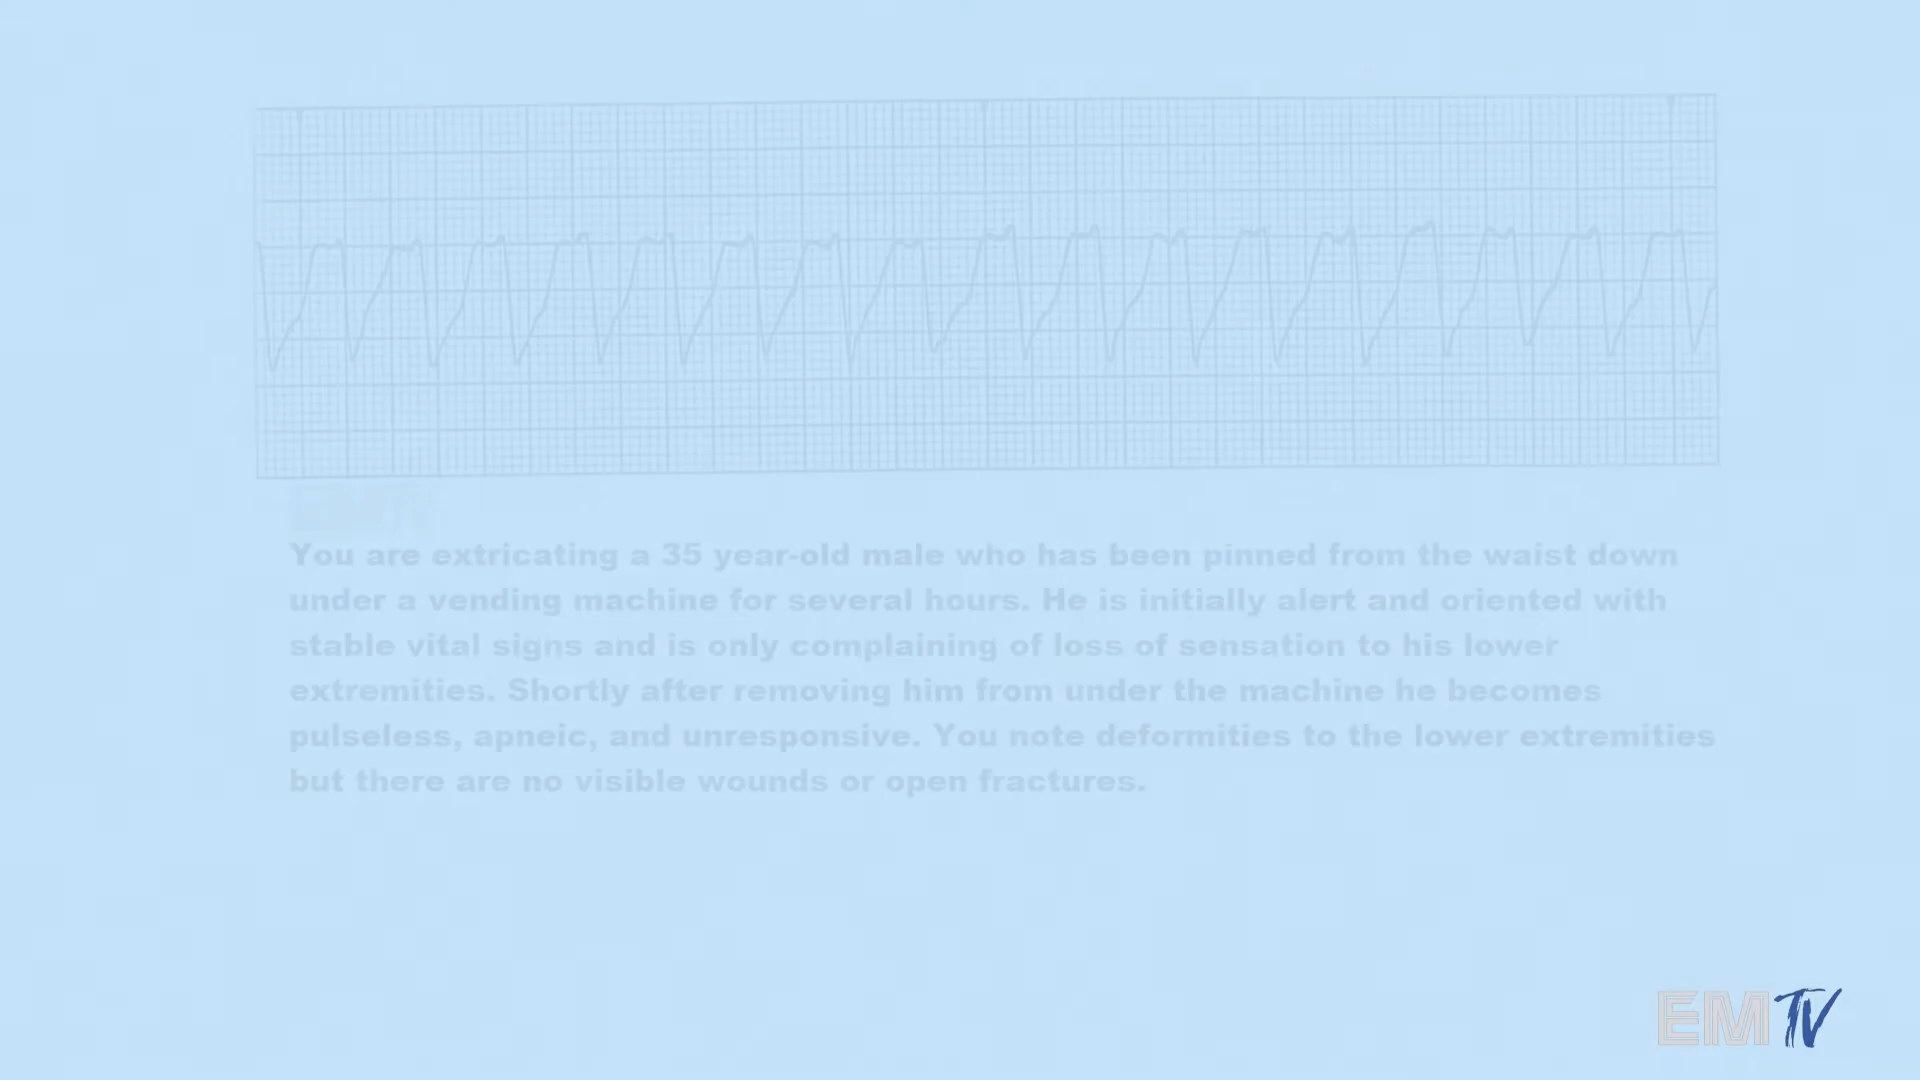 EMTV
You are extricating a 35 year-old male who has been pinned from the waist down
under a vending machine for several hours. He is initially alert and oriented with
stable vital signs and is only complaining of loss of sensation to his lower
extremities. Shortly after removing him from under the machine he becomes
pulseless, apneic, and unresponsive. You note deformities to the lower extremities
but there are no visible wounds or open fractures.
EMTV